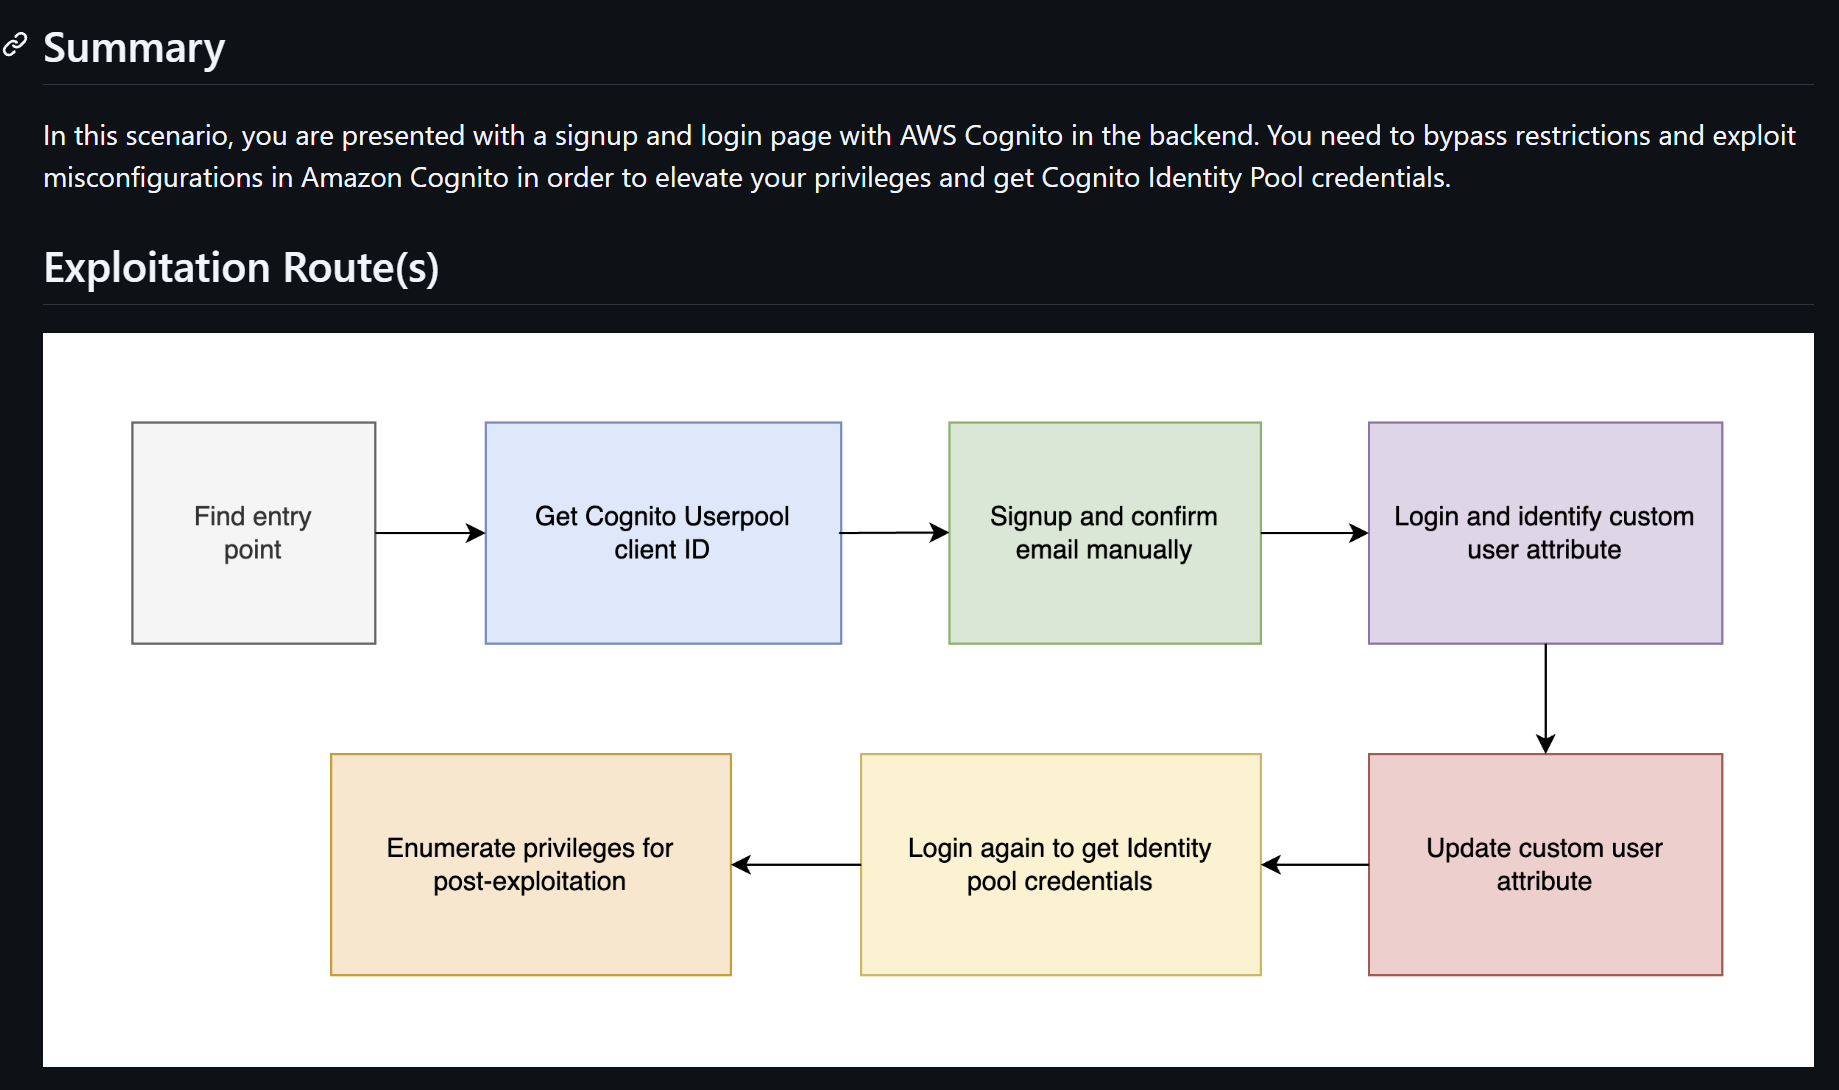 Summary
In this scenario, you are presented with a signup and login page with AWS Cognito in the backend. You need to bypass restrictions and exploit
misconfigurations in Amazon Cognito in order to elevate your privileges and get Cognito Identity Pool credentials.
Exploitation Route(s)
Find entry
point
Get Cognito Userpool
client ID
Signup and confirm
email manually
Login and identify custom
user attribute
Update custom user
attribute
Login again to get Identity
pool credentials
Enumerate privileges for
post-exploitation